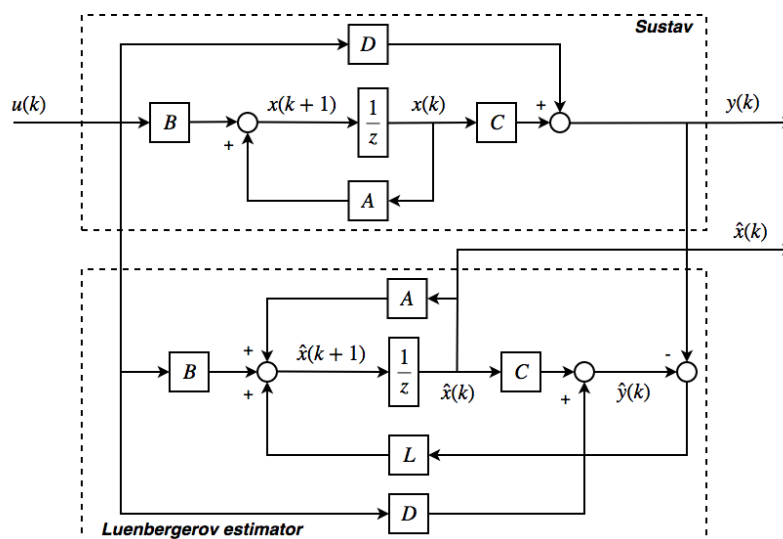 Sustav
D
u(k)
B
+
x(k+1)
1
z
x(k)
C
+
y(k)
A
x̂(k)
A
B
+
+
x̂(k+1)
1
z
x̂(k)
C
+
ŷ(k)
-
-
L
D
Luenbergerov estimator